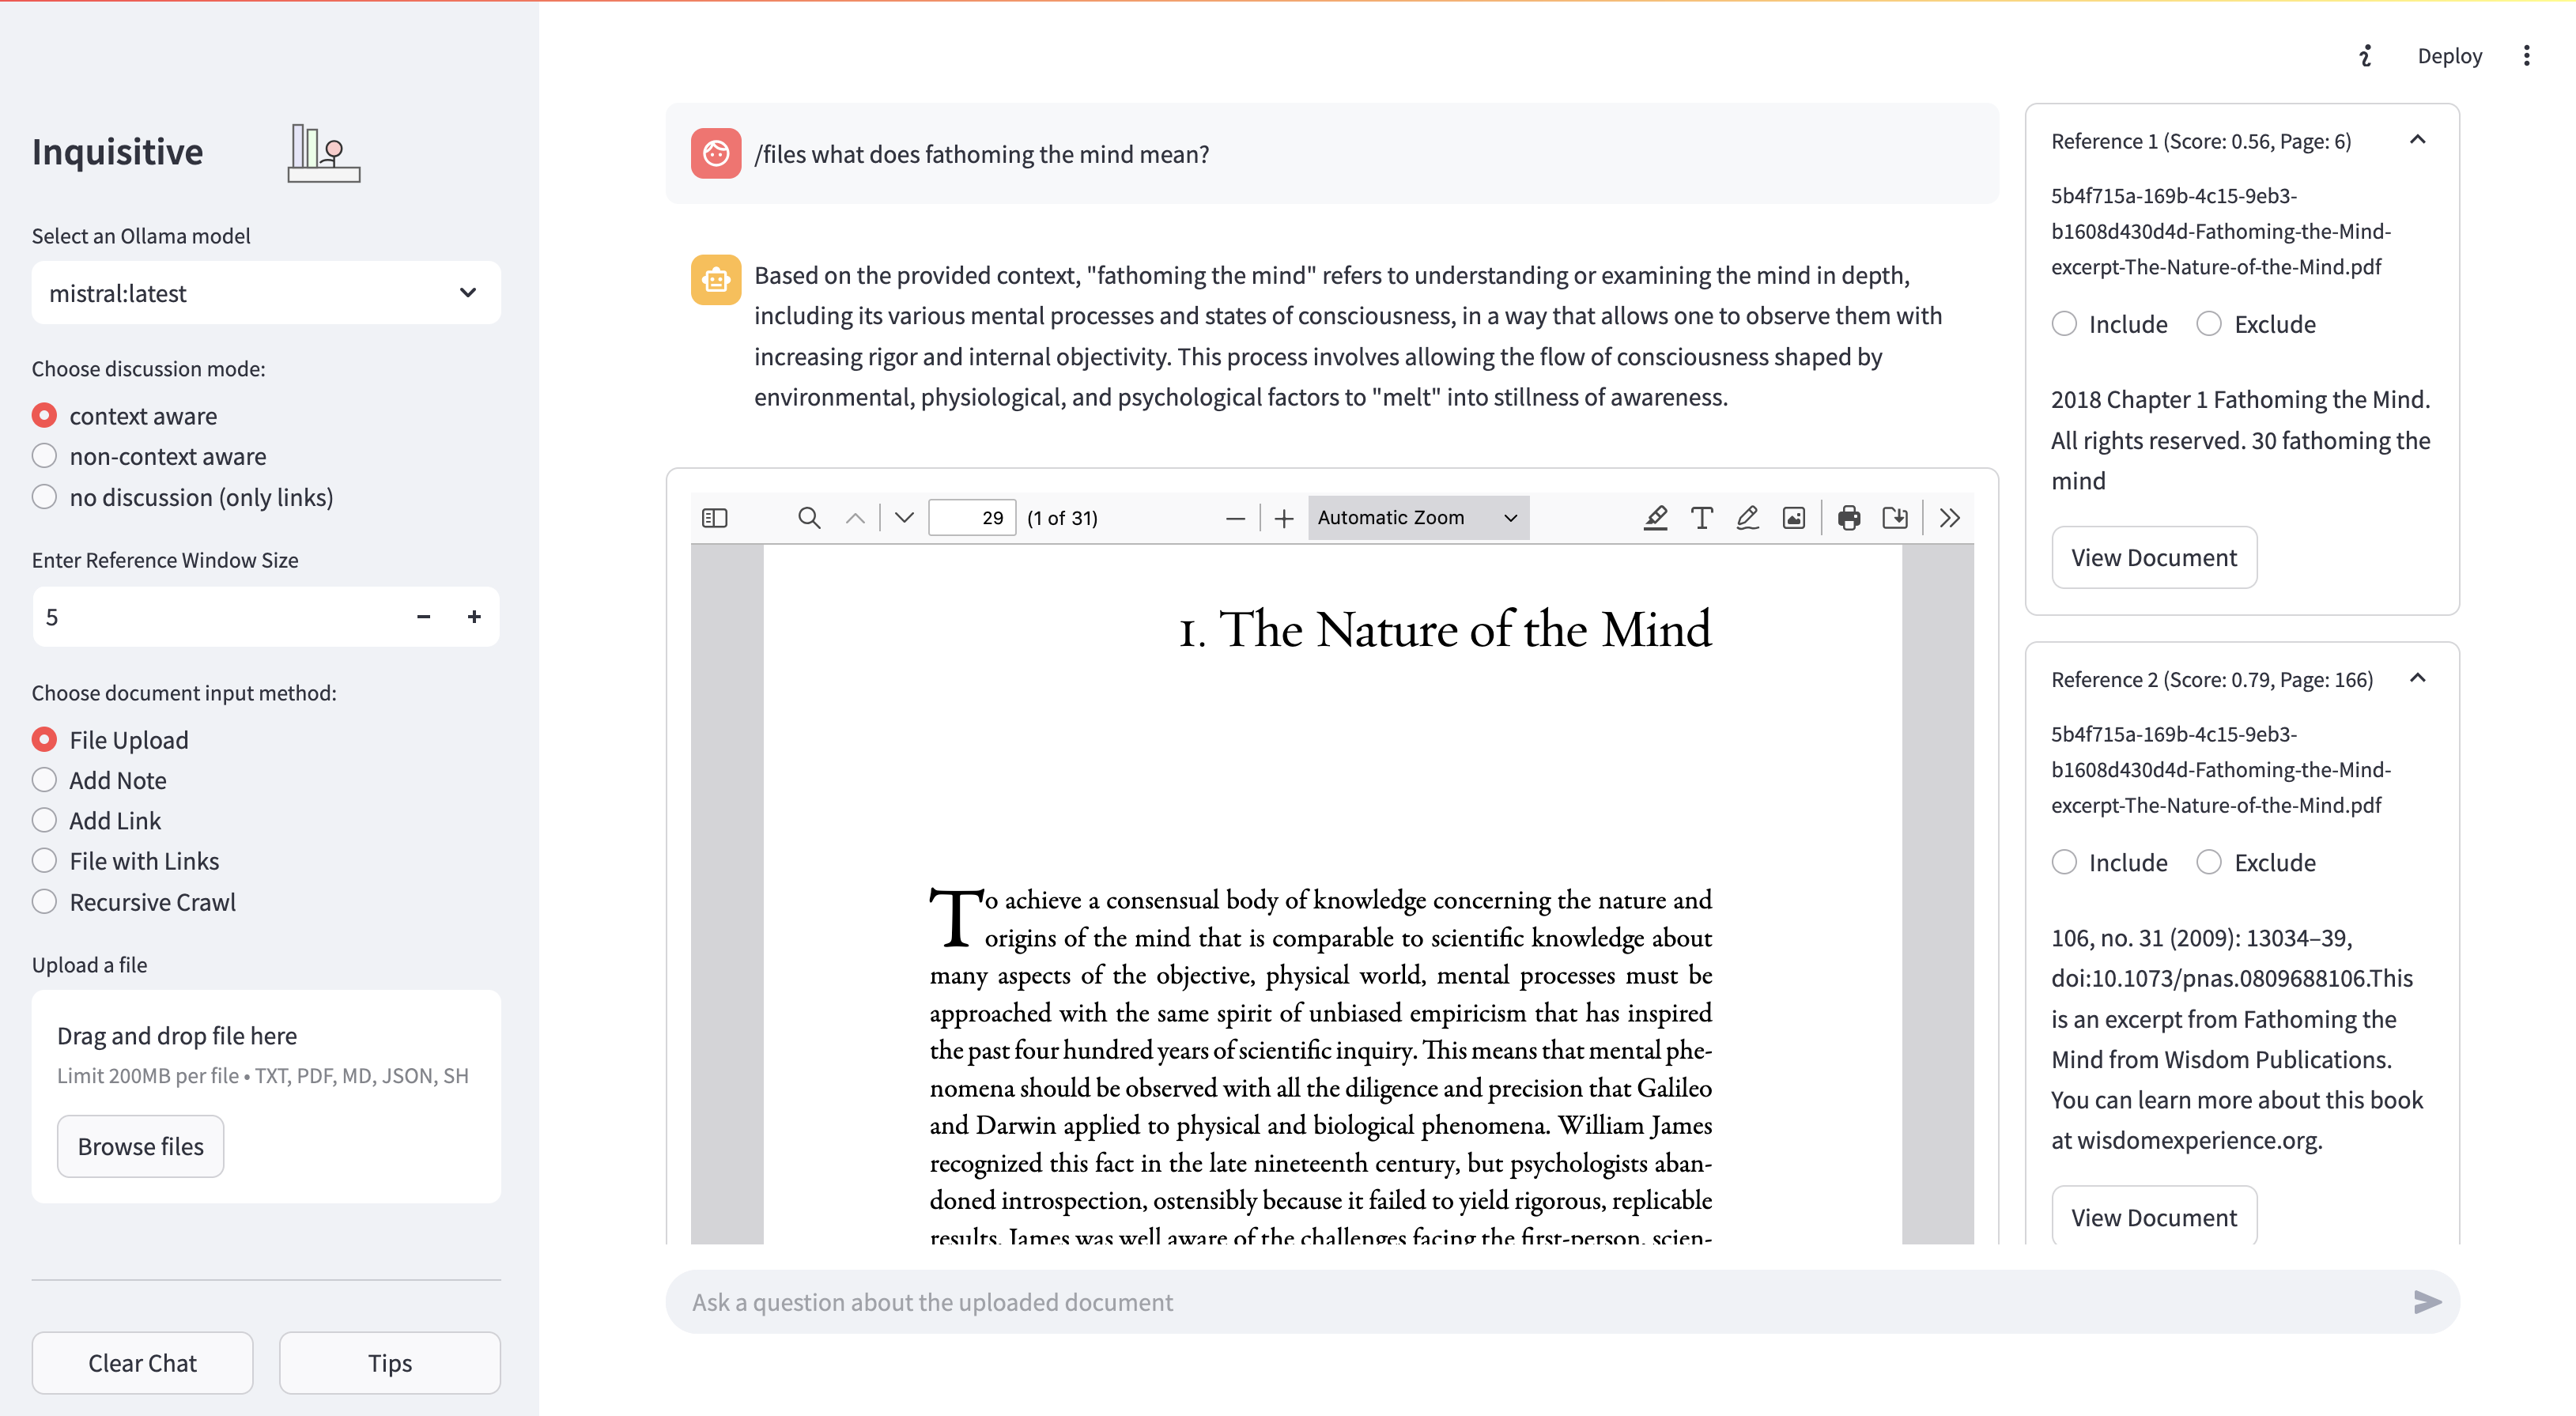 Deploy
Inquisitive
Select an Ollama model
mistral:latest
Choose discussion mode:
context aware
non-context aware
no discussion (only links)
Enter Reference Window Size
5
Choose document input method:
File Upload
Add Note
Add Link
File with Links
Recursive Crawl
Upload a file
Drag and drop file here
Limit 200MB per file • TXT, PDF, MD, JSON, SH
Browse files
Clear Chat
Tips
/files what does fathoming the mind mean?
Based on the provided context, "fathoming the mind" refers to understanding or examining the mind in depth,
including its various mental processes and states of consciousness, in a way that allows one to observe them with
increasing rigor and internal objectivity. This process involves allowing the flow of consciousness shaped by
environmental, physiological, and psychological factors to "melt" into stillness of awareness.
29 (1 of 31)
Automatic Zoom
1. The Nature of the Mind
To achieve a consensual body of knowledge concerning the nature and
origins of the mind that is comparable to scientific knowledge about
many aspects of the objective, physical world, mental processes must be
approached with the same spirit of unbiased empiricism that has inspired
the past four hundred years of scientific inquiry. This means that mental phe-
nomena should be observed with all the diligence and precision that Galileo
and Darwin applied to physical and biological phenomena. William James
recognized this fact in the late nineteenth century, but psychologists aban-
doned introspection, ostensibly because it failed to yield rigorous, replicable
results. James was well aware of the challenges facing the first-person, scien-
Ask a question about the uploaded document
Reference 1 (Score: 0.56, Page: 6)
5b4f715a-169b-4c15-9eb3-
b1608d430d4d-Fathoming-the-Mind-
excerpt-The-Nature-of-the-Mind.pdf
Include Exclude
2018 Chapter 1 Fathoming the Mind.
All rights reserved. 30 fathoming the
mind
View Document
Reference 2 (Score: 0.79, Page: 166)
5b4f715a-169b-4c15-9eb3-
b1608d430d4d-Fathoming-the-Mind-
excerpt-The-Nature-of-the-Mind.pdf
Include Exclude
106, no. 31 (2009): 13034–39,
doi:10.1073/pnas.0809688106.This
is an excerpt from Fathoming the
Mind from Wisdom Publications.
You can learn more about this book
at wisdomexperience.org.
View Document